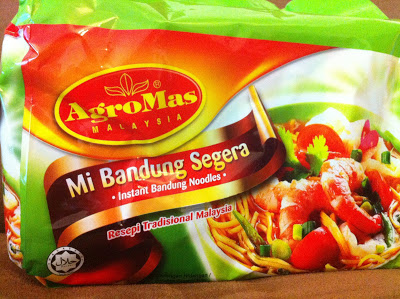 AgroMas ®
MALAYSIA
Mi Bandung Segera
• Instant Bandung Noodles •
Resepi Tradisional Malaysia